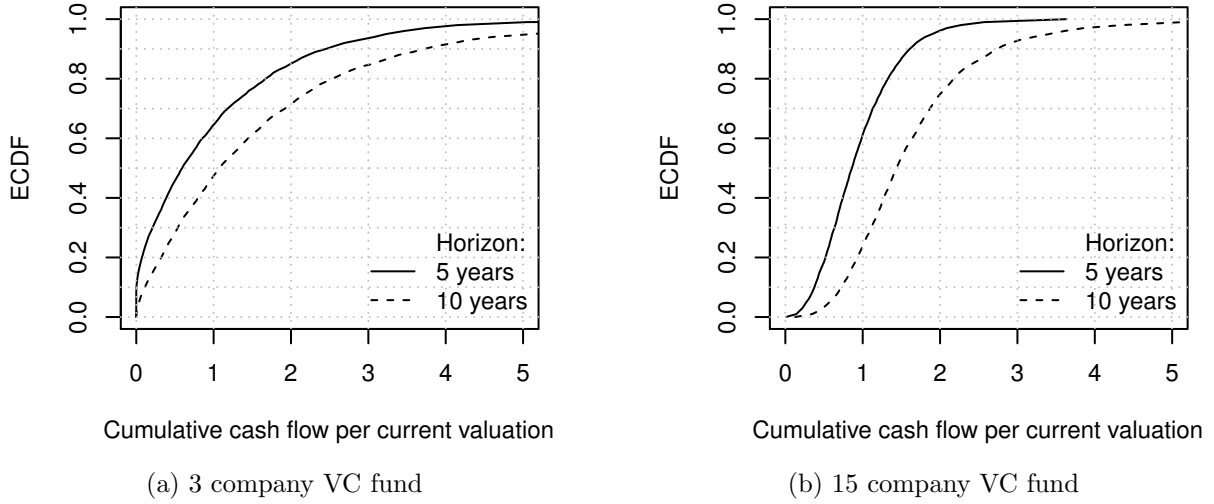 ECDF
1.0
0.8
0.6
0.4
0.2
0.0
Horizon:
5 years
10 years
0 1 2 3 4 5
Cumulative cash flow per current valuation
(a) 3 company VC fund
ECDF
1.0
0.8
0.6
0.4
0.2
0.0
Horizon:
5 years
10 years
0 1 2 3 4 5
Cumulative cash flow per current valuation
(b) 15 company VC fund